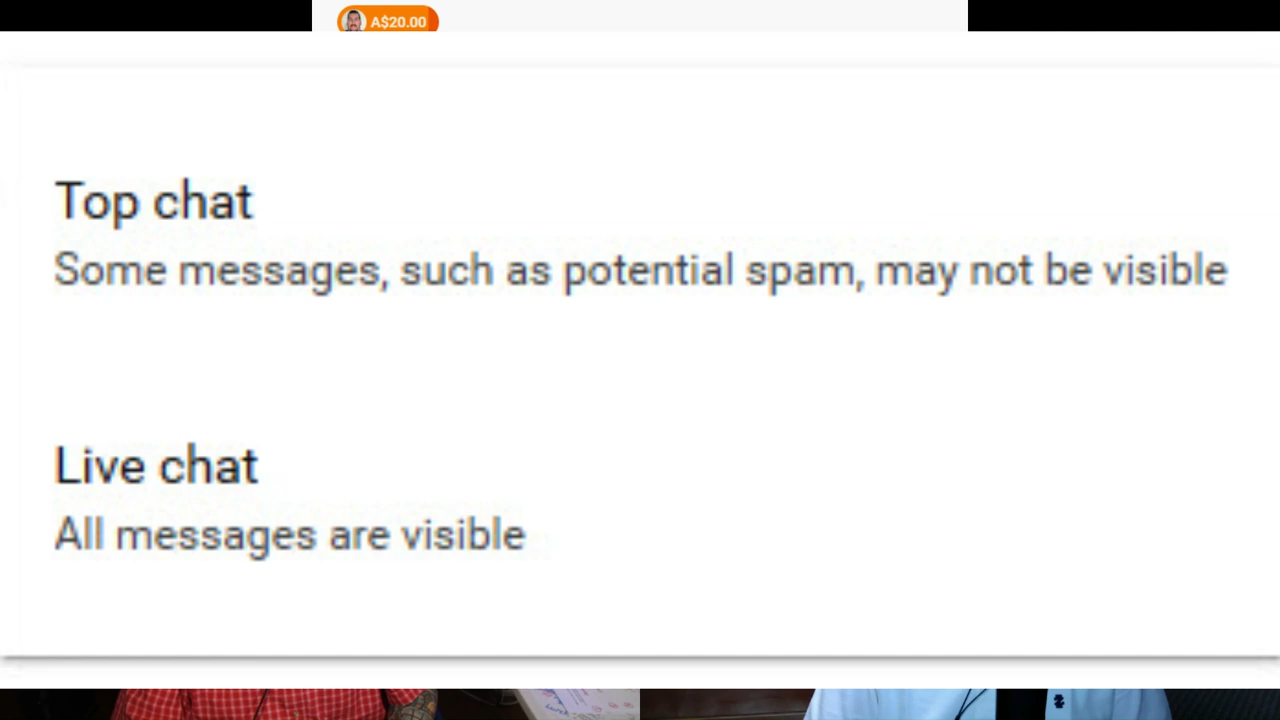 A$20.00
Top chat
Some messages, such as potential spam, may not be visible
Live chat
All messages are visible